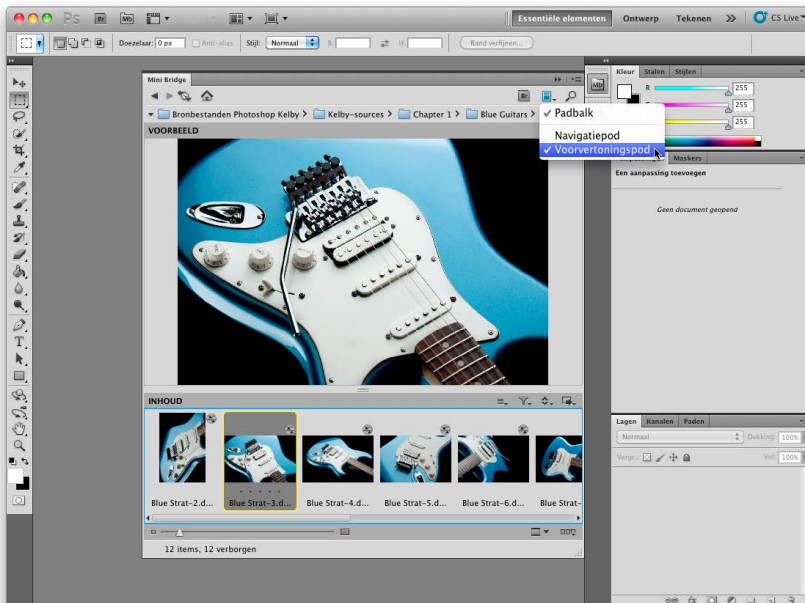 Ps Br Mb Essentiële elementen Ontwerp Tekenen CS Live
Doezelaar: 0 px Anti-alias Stijl: Normaal B: H: Rand verfijnen...
Mini Bridge
Br
Bronbestanden Photoshop Kelby > Kelby-sources > Chapter 1 > Blue Guitars >
VOORBEELD
Padbalk
Navigatiepod
Voorvertoningspod
Mb
Kleur Stalen Stijlen
R 255
255
255
Maskers
Een aanpassing toevoegen
Geen document geopend
INHOUD
Blue Strat-2.d... Blue Strat-3.d... Blue Strat-4.d... Blue Strat-5.d... Blue Strat-6.d... Blue Strat-
12 items, 12 verborgen
Lagen Kanalen Paden
Normaal Dekking: 100%
Vergr.: Vul: 100%